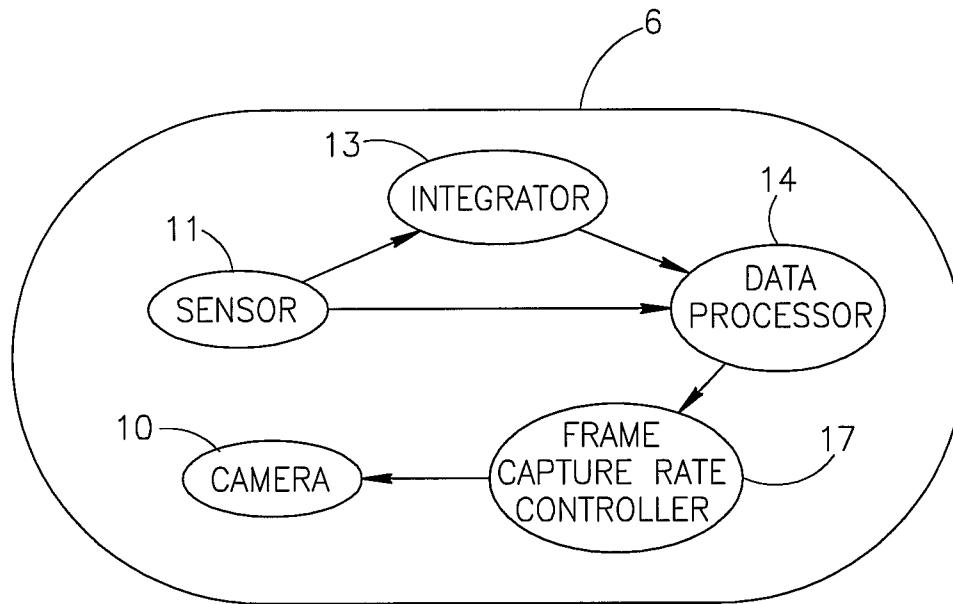 6
13
INTEGRATOR
14
11
DATA
PROCESSOR
SENSOR
10
FRAME
CAPTURE RATE
CONTROLLER
17
CAMERA